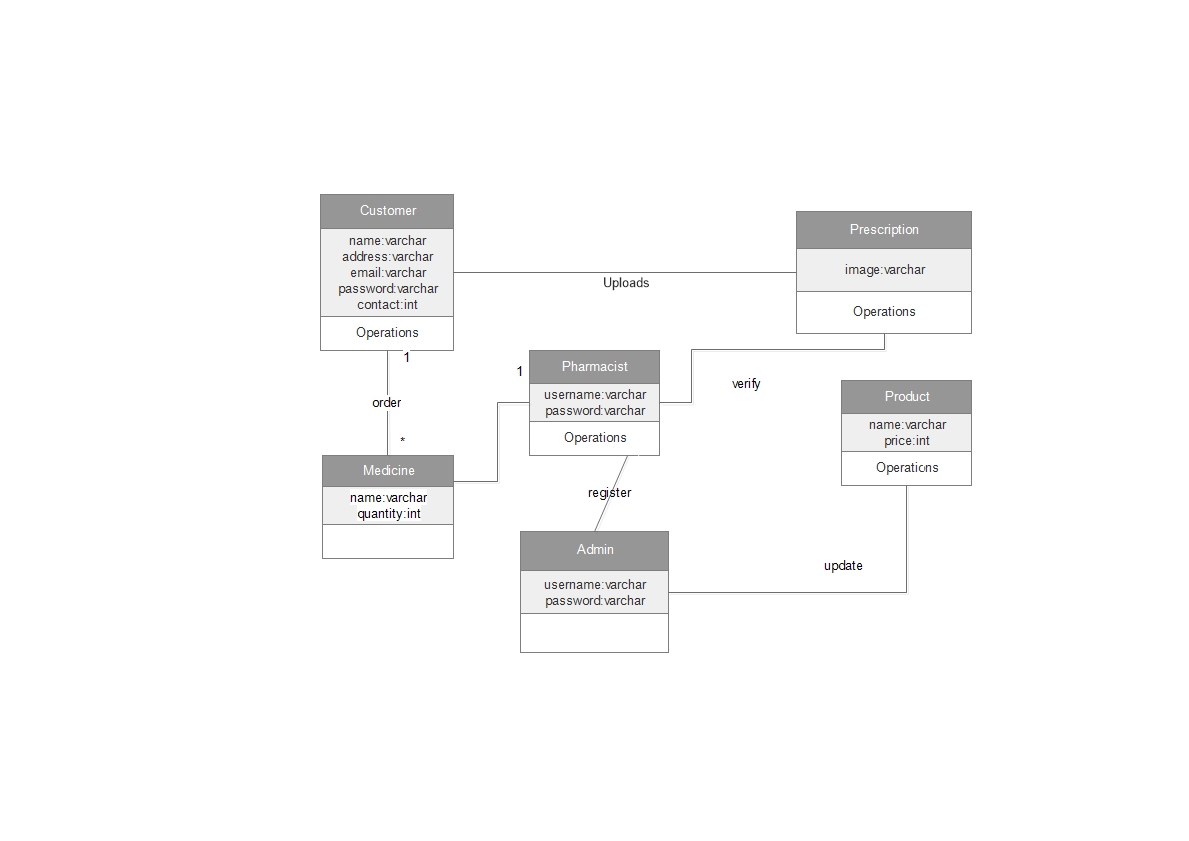 Customer
name:varchar
address:varchar
email:varchar
password:varchar
contact:int
Operations
1
order
*
Medicine
name:varchar
quantity:int
Uploads
Prescription
image:varchar
Operations
1
Pharmacist
username:varchar
password:varchar
Operations
verify
Product
name:varchar
price:int
Operations
register
Admin
username:varchar
password:varchar
update